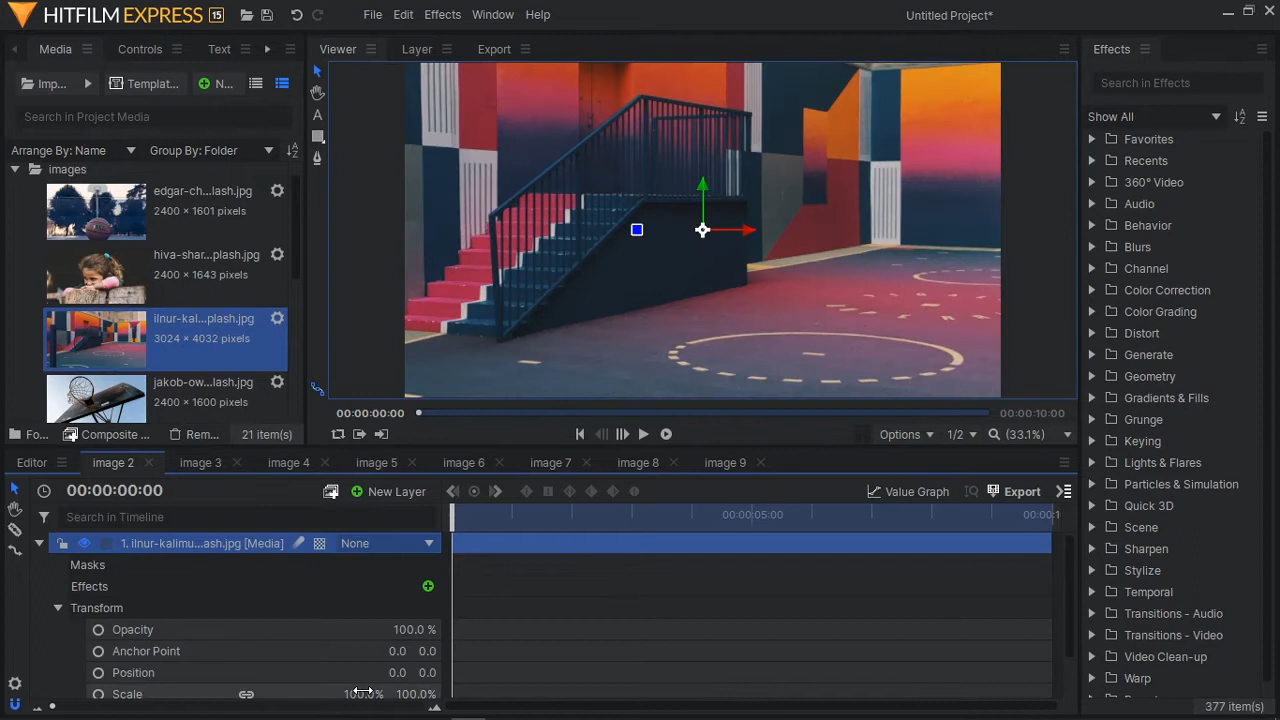 HITFILM EXPRESS 15
File Edit Effects Window Help
Untitled Project*
Media Controls Text
Viewer Layer Export
Effects
Imp... Templat... N...
Search in Project Media
Arrange By: Name Group By: Folder
images
edgar-ch...lash.jpg
2400 × 1601 pixels
hiva-shar...lash.jpg
2400 × 1643 pixels
ilnur-kal...plash.jpg
3024 × 4032 pixels
jakob-ow...lash.jpg
2400 × 1600 pixels
Fo... Composite ... Rem... 21 item(s)
A
00:00:00:00 00:00:10:00
Options 1/2 (33.1%)
Search in Effects
Show All
Favorites
Recents
360° Video
Audio
Behavior
Blurs
Channel
Color Correction
Color Grading
Distort
Generate
Geometry
Gradients & Fills
Grunge
Keying
Lights & Flares
Particles & Simulation
Quick 3D
Scene
Sharpen
Stylize
Temporal
Transitions - Audio
Transitions - Video
Video Clean-up
Warp
377 item(s)
Editor image 2 image 3 image 4 image 5 image 6 image 7 image 8 image 9
00:00:00:00 New Layer
Value Graph Export
Search in Timeline
00:00:05:00 00:00:1
1. ilnur-kalimu...ash.jpg [Media] None
Masks
Effects
Transform
Opacity 100.0 %
Anchor Point 0.0 0.0
Position 0.0 0.0
Scale 100.0% 100.0%